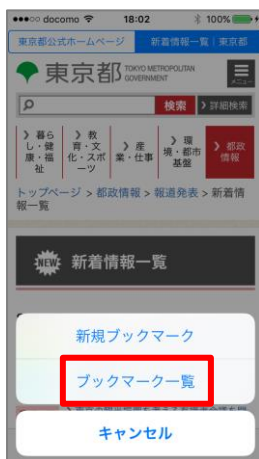 docomo 18:02 100%
東京都公式ホームページ 新着情報一覧｜東京都
東京都 TOKYO METROPOLITAN
GOVERNMENT
メニュー
検索 》詳細検索
》暮ら
し・健
康・福
祉
》教
育・文
化・スポ
ーツ
》産
業・仕事
》環
境・都市
基盤
》都政
情報
トップページ > 都政情報 > 報道発表 > 新着情
報一覧
NEW 新着情報一覧
新規ブックマーク
ブックマーク一覧
キャンセル